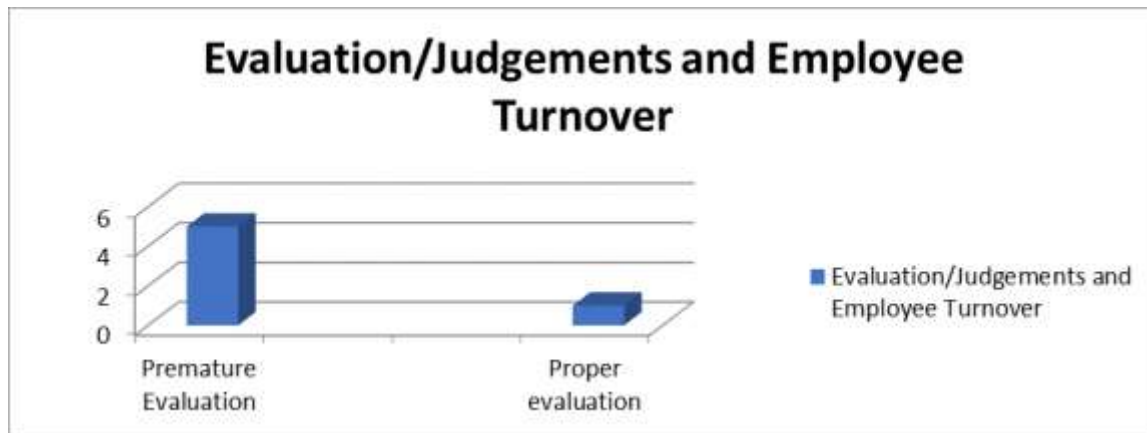 Evaluation/Judgements and Employee
Turnover
6
4
2
0
Premature
Evaluation
Proper
evaluation
Evaluation/Judgements and
Employee Turnover